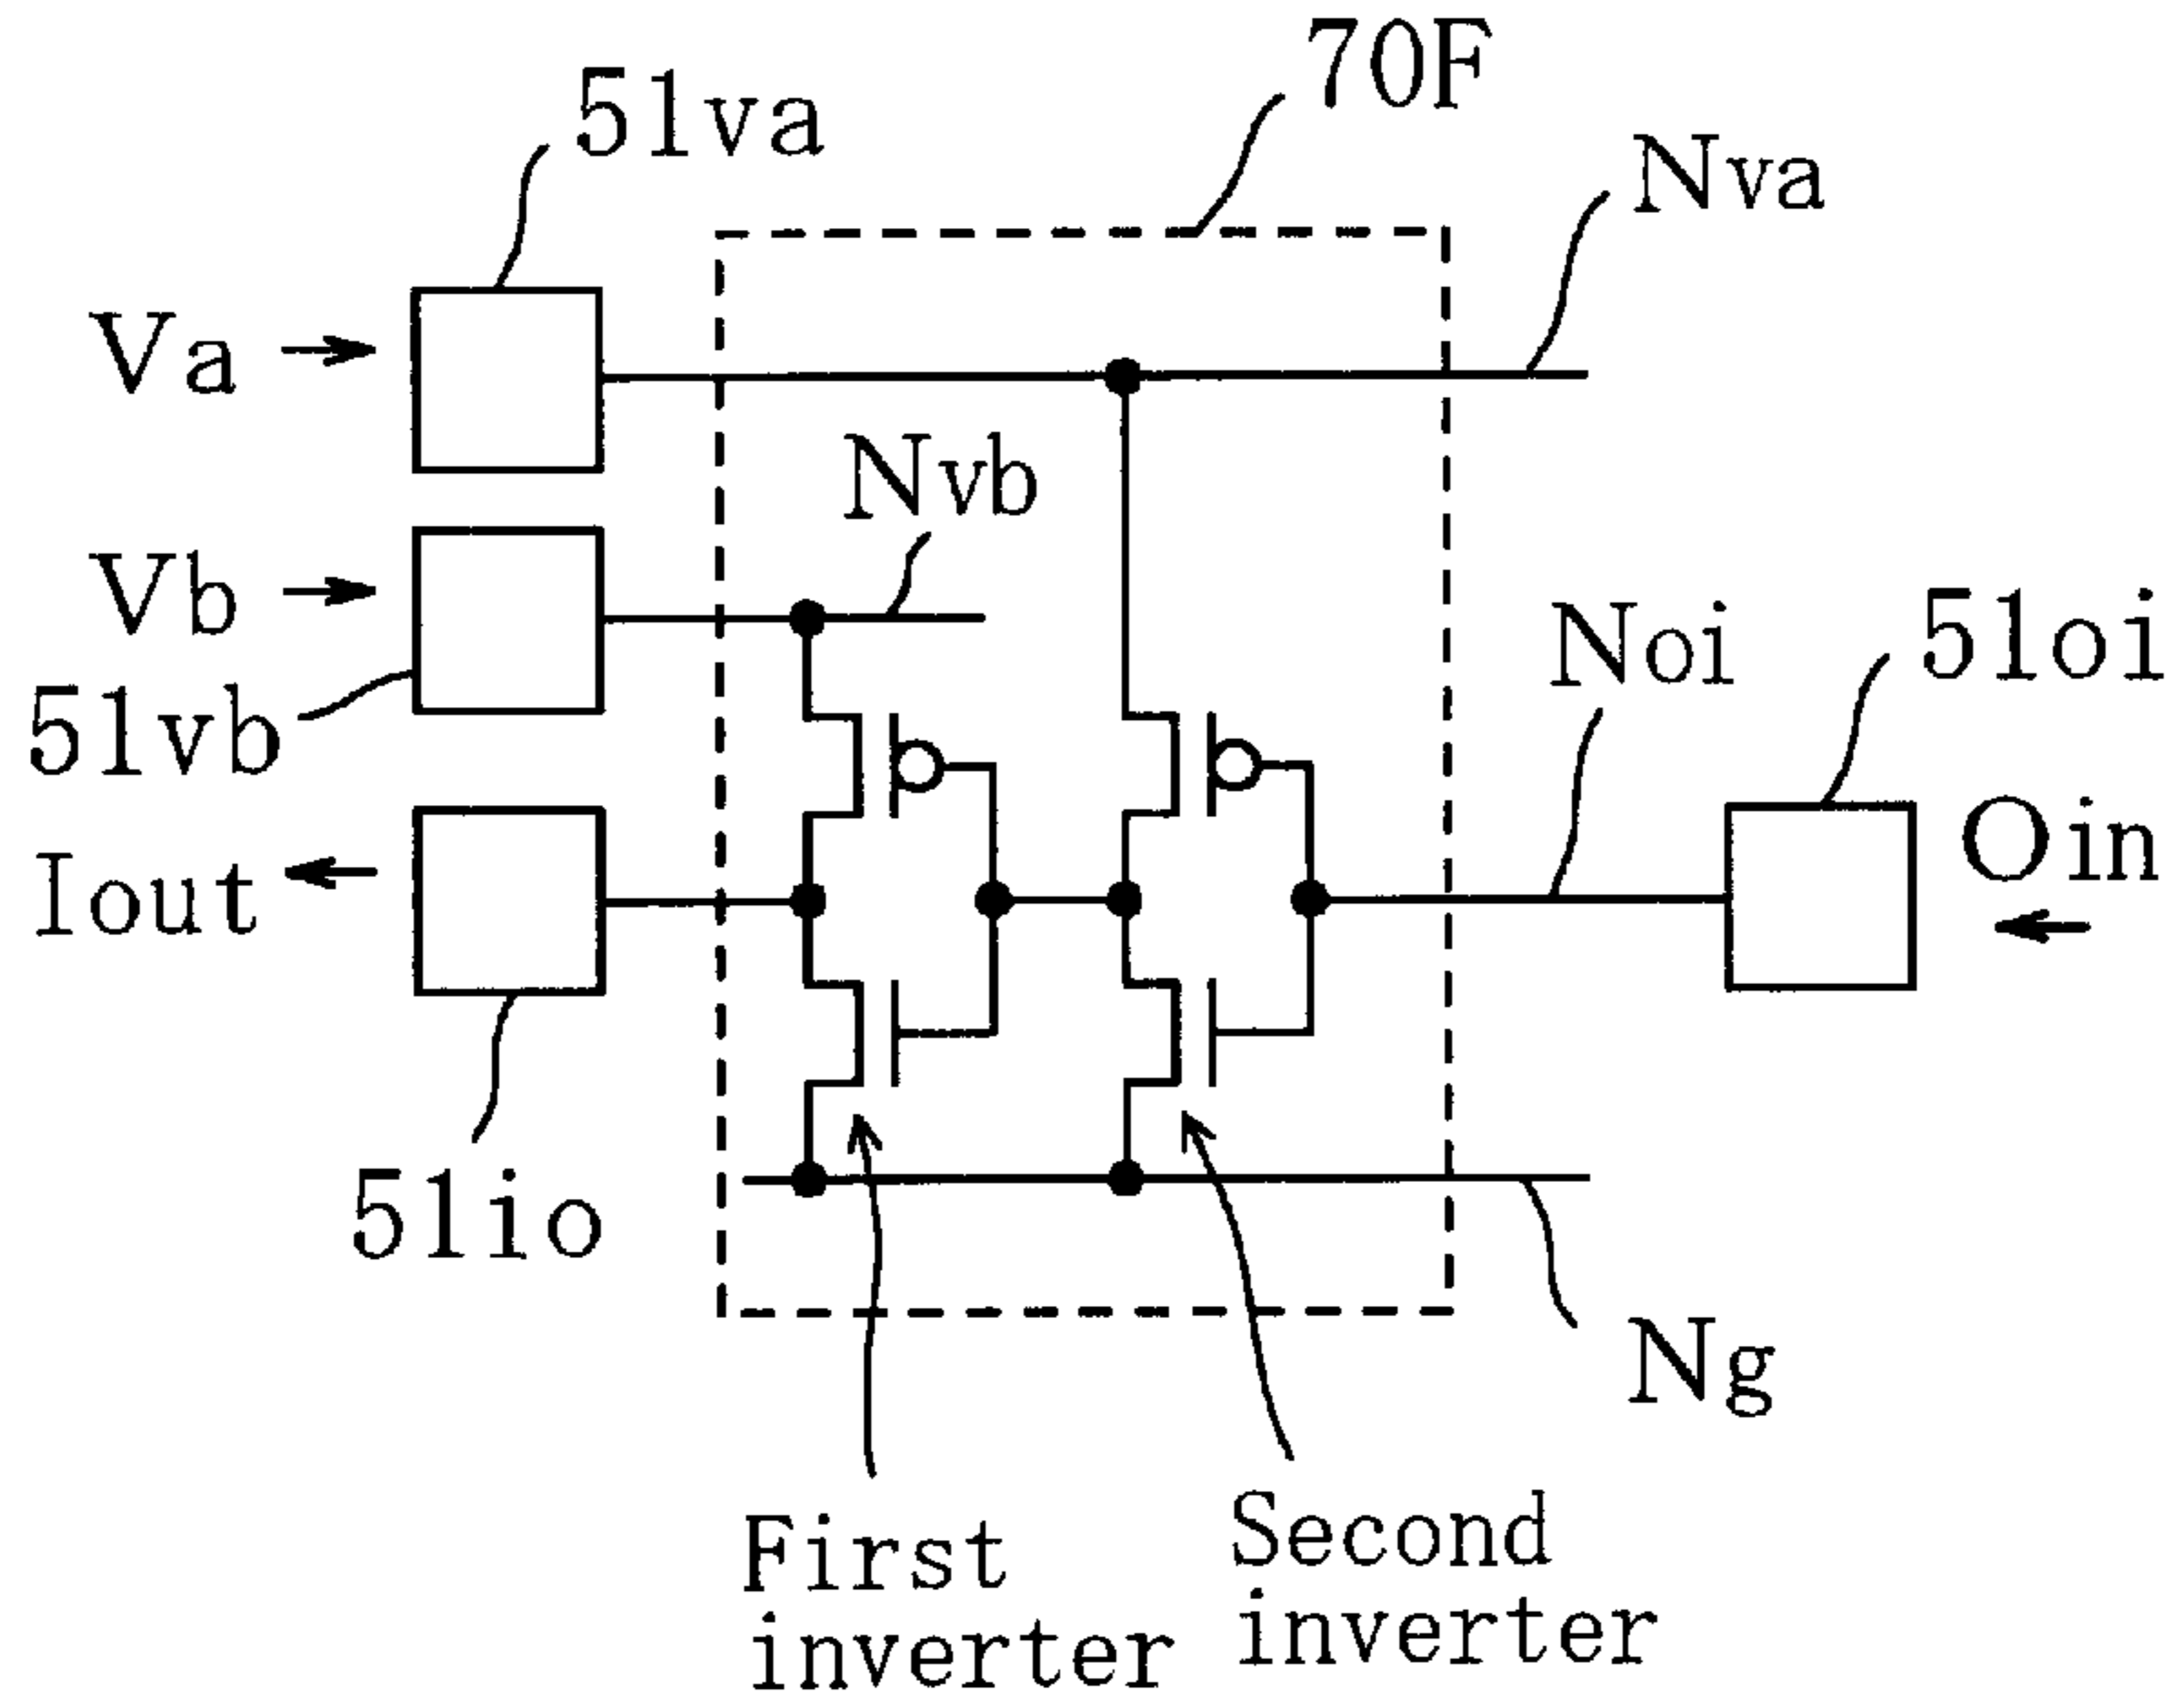 70F
51va
Nva
Va
Nvb
Vb
51vb
Noi
51oi
Oin
Iout
51io
Ng
First
inverter
Second
inverter